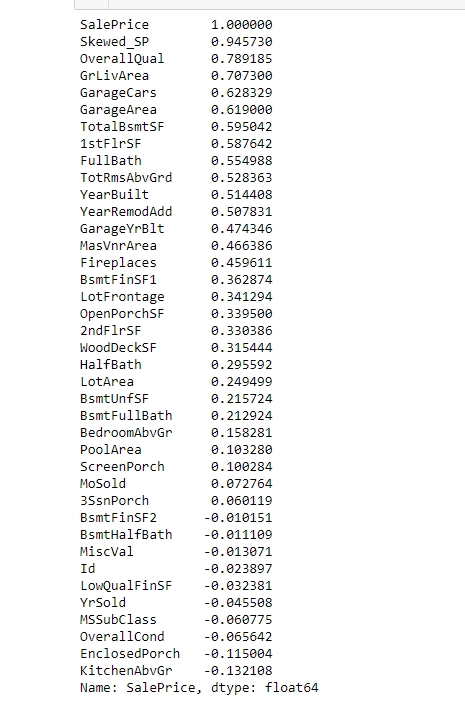 SalePrice 1.000000
Skewed_SP 0.945730
OverallQual 0.789185
GrLivArea 0.707300
GarageCars 0.628329
GarageArea 0.619000
TotalBsmtSF 0.595042
1stFlrSF 0.587642
FullBath 0.554988
TotRmsAbvGrd 0.528363
YearBuilt 0.514408
YearRemodAdd 0.507831
GarageYrBlt 0.474346
MasVnrArea 0.466386
Fireplaces 0.459611
BsmtFinSF1 0.362874
LotFrontage 0.341294
OpenPorchSF 0.339500
2ndFlrSF 0.330386
WoodDeckSF 0.315444
HalfBath 0.295592
LotArea 0.249499
BsmtUnfSF 0.215724
BsmtFullBath 0.212924
BedroomAbvGr 0.158281
PoolArea 0.103280
ScreenPorch 0.100284
MoSold 0.072764
3SsnPorch 0.060119
BsmtFinSF2 -0.010151
BsmtHalfBath -0.011109
MiscVal -0.013071
Id -0.023897
LowQualFinSF -0.032381
YrSold -0.045508
MSSubClass -0.060775
OverallCond -0.065642
EnclosedPorch -0.115004
KitchenAbvGr -0.132108
Name: SalePrice, dtype: float64